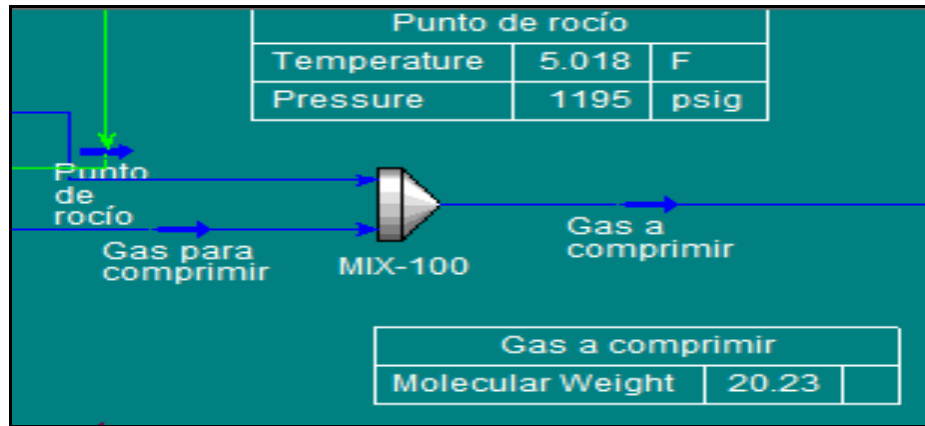 Punto de rocío
Temperature 5.018 F
Pressure 1195 psig
Punto
de
rocío
Gas para
comprimir
MIX-100
Gas a
comprimir
Gas a comprimir
Molecular Weight 20.23